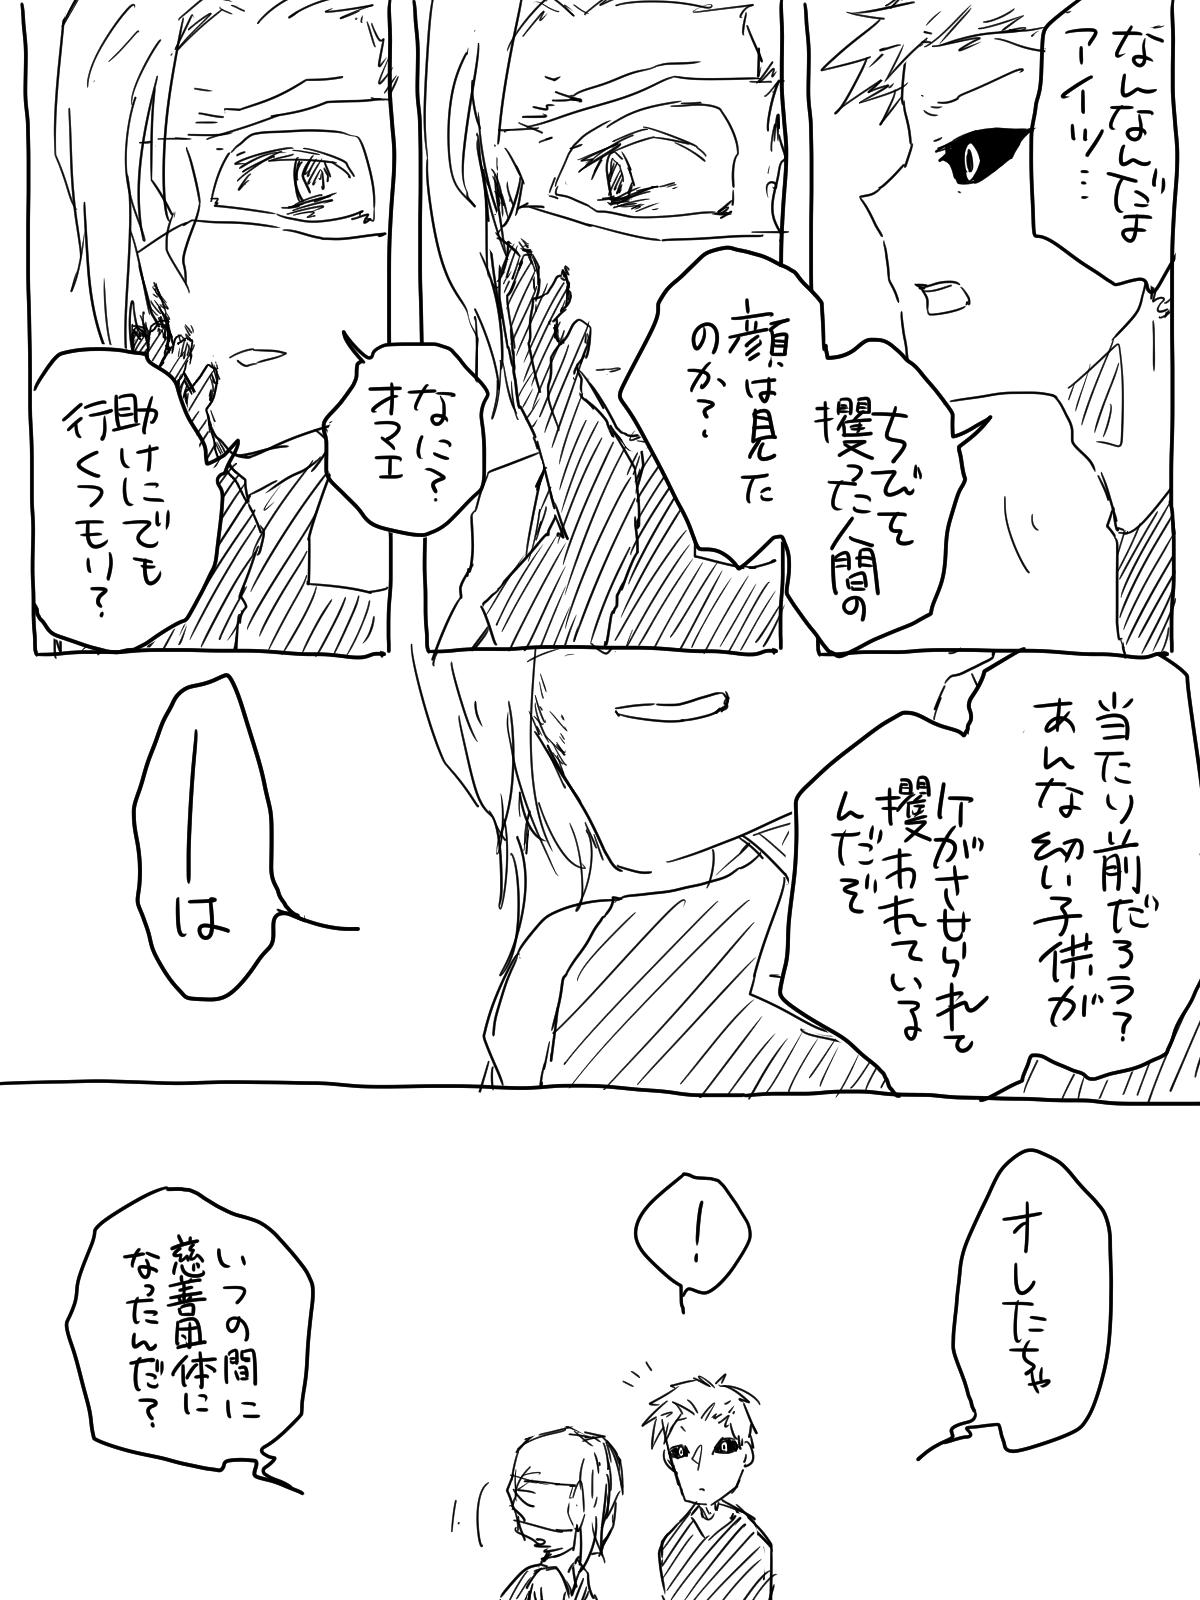 なんなんだよ
アーイツ…
ちびを
攫った人間の
顔は見た
のか?
なに?
オマエ
助けにでも
行くつもり?
当たり前だろう?
あんな幼い子供が
ケがさせられて
攫われている
んだぞ
―は
オレたちゃ
!
いつの間に
慈善団体に
なったんだ?